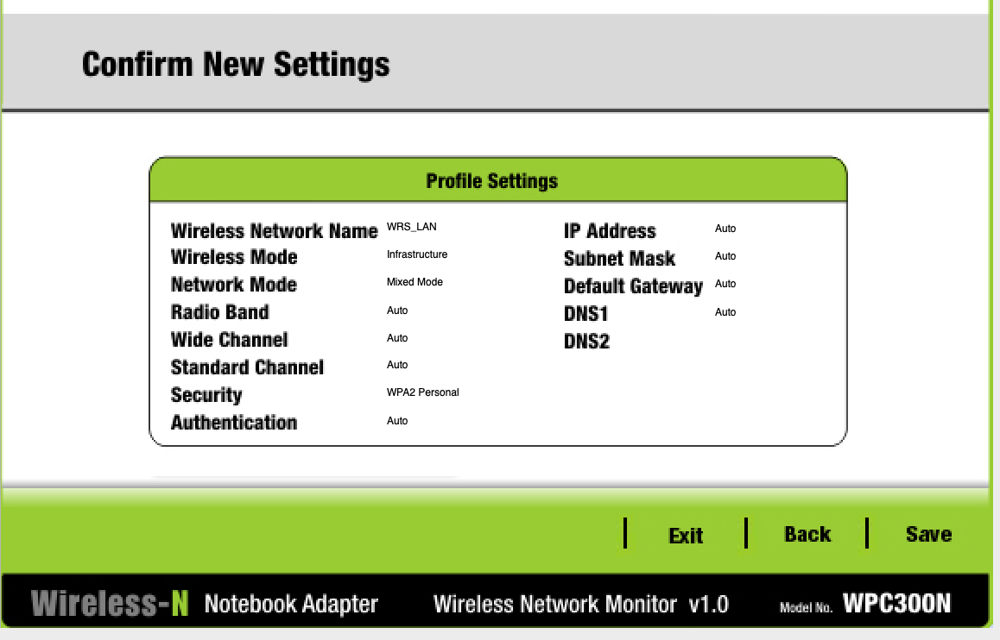 Confirm New Settings
Profile Settings
Wireless Network Name WRS_LAN
Wireless Mode Infrastructure
Network Mode Mixed Mode
Radio Band Auto
Wide Channel Auto
Standard Channel Auto
Security WPA2 Personal
Authentication Auto
IP Address Auto
Subnet Mask Auto
Default Gateway Auto
DNS1 Auto
DNS2
Exit Back Save
Wireless-N Notebook Adapter Wireless Network Monitor v1.0 Model No. WPC300N